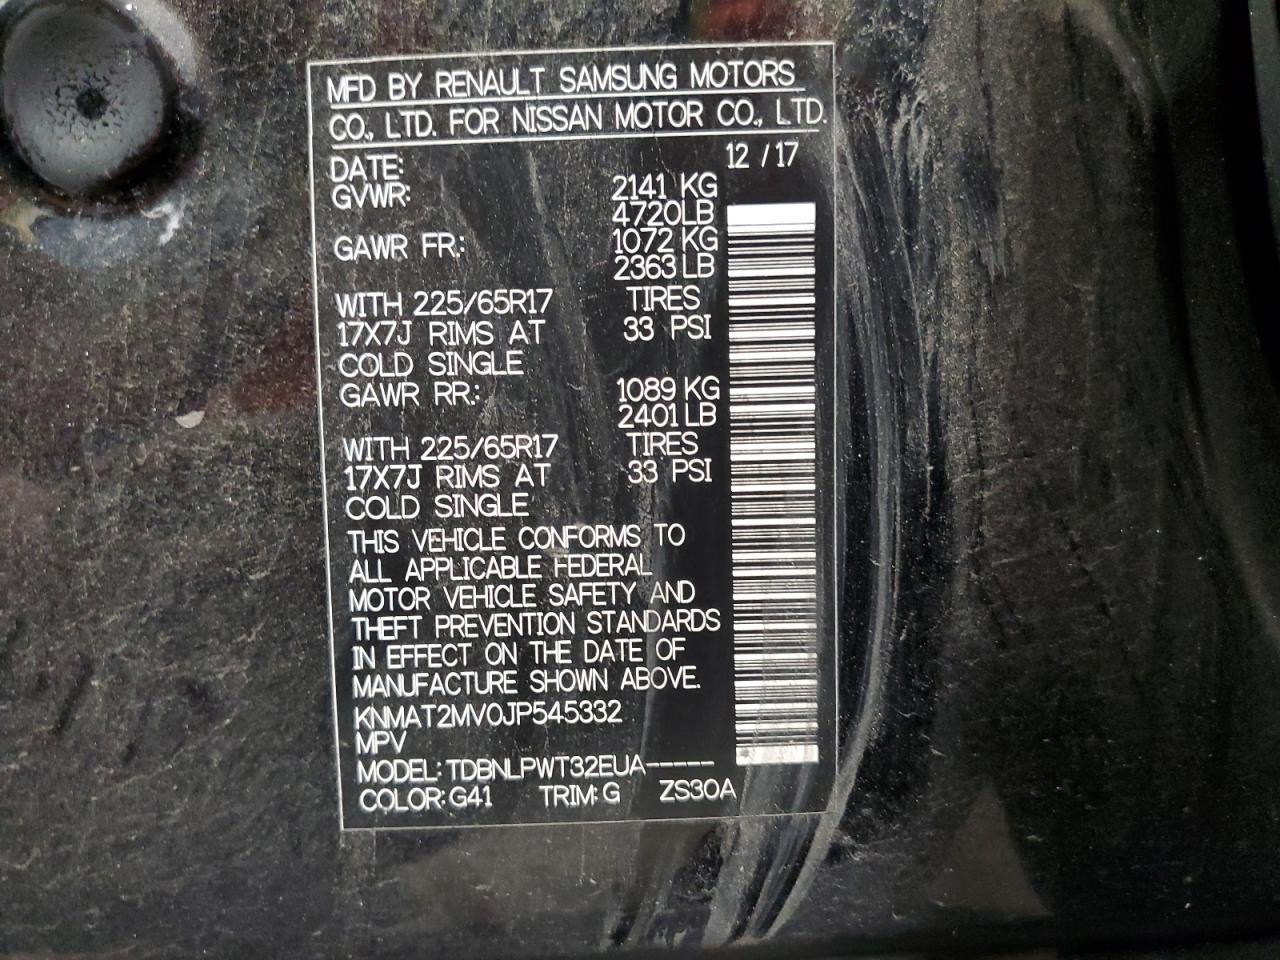 MFD BY RENAULT SAMSUNG MOTORS
CO., LTD. FOR NISSAN MOTOR CO., LTD.
DATE: 12 / 17
GVWR: 2141 KG
4720LB
GAWR FR.: 1072 KG
2363LB
WITH 225/65R17 TIRES
17X7J RIMS AT 33 PSI
COLD SINGLE
GAWR RR.: 1089 KG
2401LB
WITH 225/65R17 TIRES
17X7J RIMS AT 33 PSI
COLD SINGLE
THIS VEHICLE CONFORMS TO
ALL APPLICABLE FEDERAL
MOTOR VEHICLE SAFETY AND
THEFT PREVENTION STANDARDS
IN EFFECT ON THE DATE OF
MANUFACTURE SHOWN ABOVE.
KNMAT2MV0JP545332
MPV
MODEL: TDBNLPWT32EUA-----
COLOR: G41 TRIM: G ZS30A